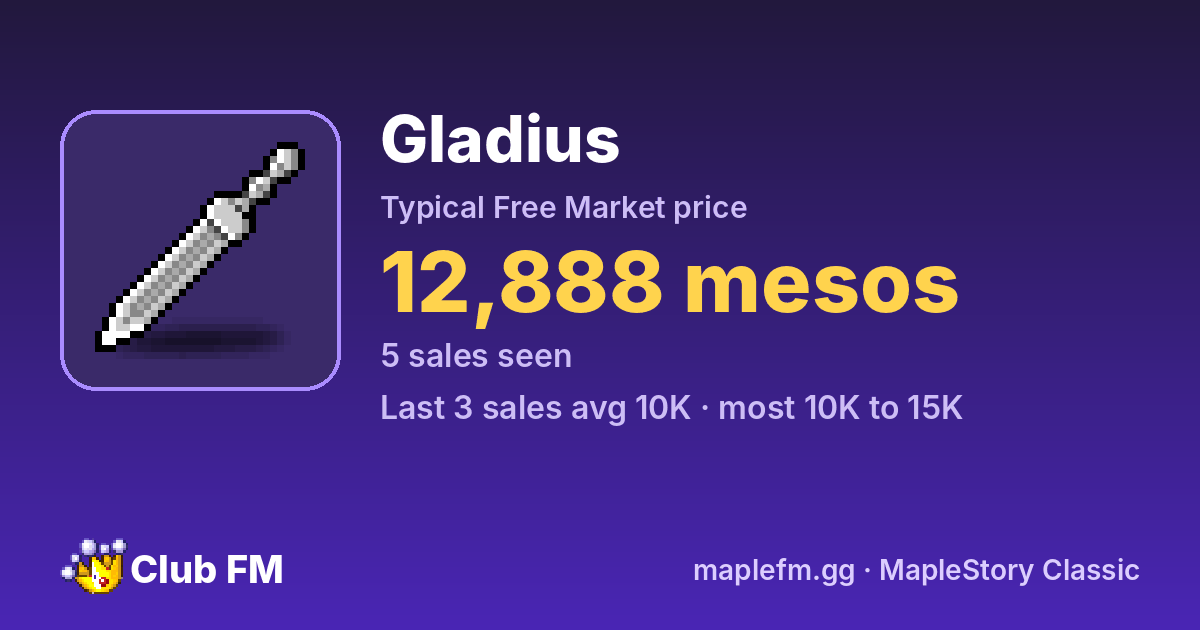 Gladius
Typical Free Market price
12,888 mesos
5 sales seen
Last 3 sales avg 10K · most 10K to 15K
Club FM
maplefm.gg · MapleStory Classic